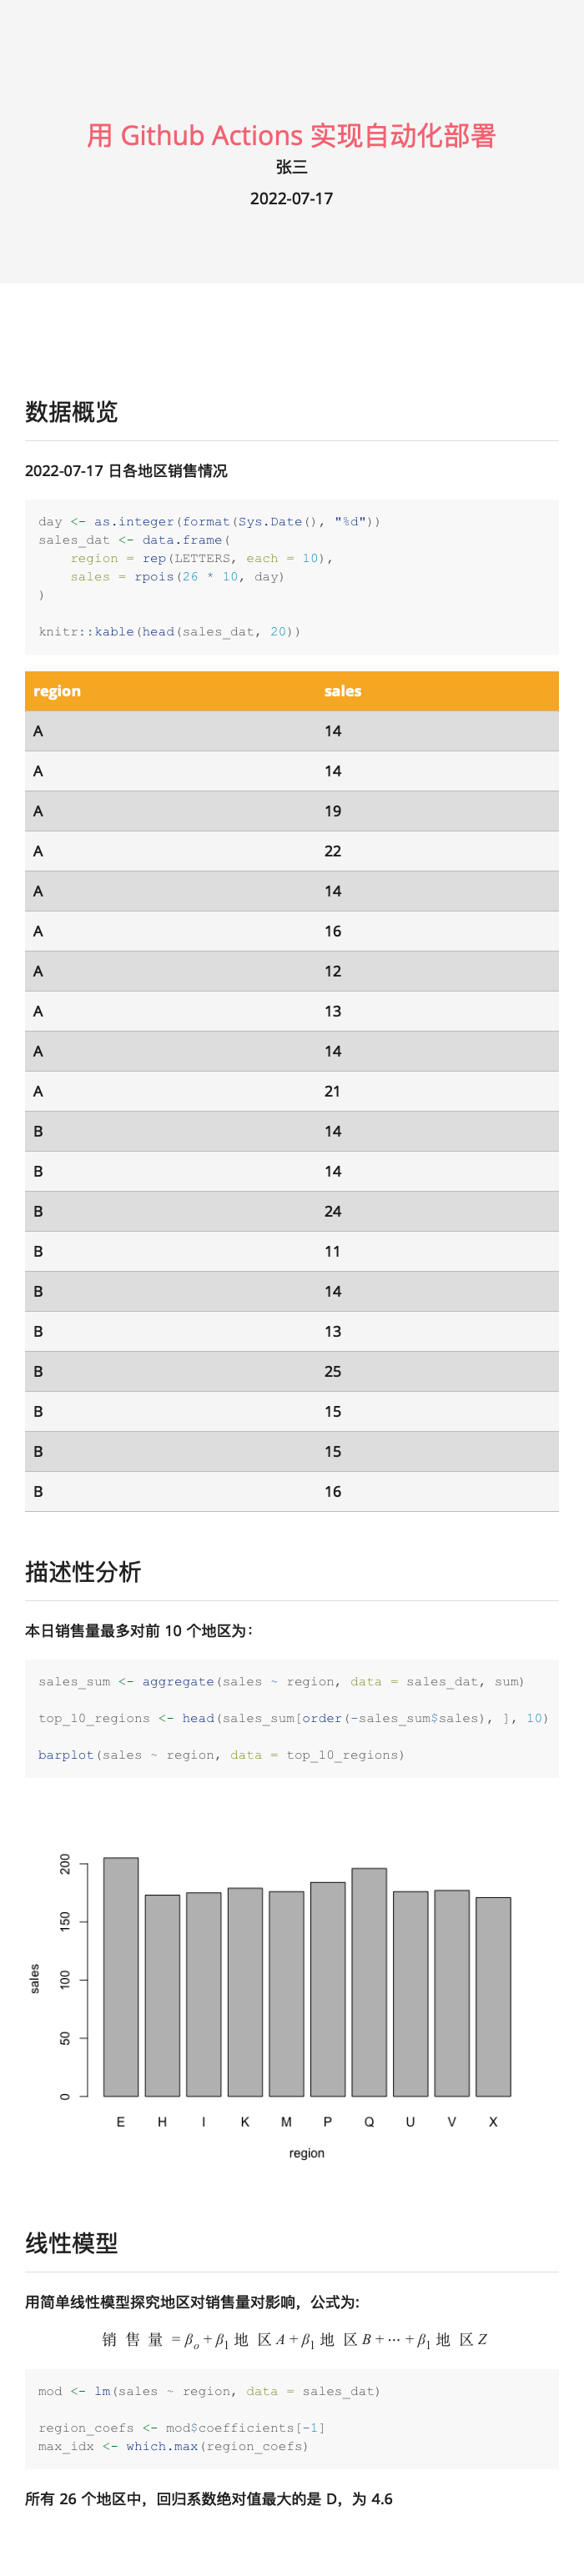 用 Github Actions 实现自动化部署
张三
2022-07-17
数据概览
2022-07-17 日各地区销售情况
day <- as.integer(format(Sys.Date(), "%d"))
sales_dat <- data.frame(
    region = rep(LETTERS, each = 10),
    sales = rpois(26 * 10, day)
)
knitr::kable(head(sales_dat, 20))
region sales
A 14
A 14
A 19
A 22
A 14
A 16
A 12
A 13
A 14
A 21
B 14
B 14
B 24
B 11
B 14
B 13
B 25
B 15
B 15
B 16
描述性分析
本日销售量最多对前 10 个地区为：
sales_sum <- aggregate(sales ~ region, data = sales_dat, sum)
top_10_regions <- head(sales_sum[order(-sales_sum$sales), ], 10)
barplot(sales ~ region, data = top_10_regions)
200
150
100
50
0
sales
E H I K M P Q U V X
region
线性模型
用简单线性模型探究地区对销售量对影响，公式为:
销 售 量 = β₀ + β₁ 地 区 A + β₁ 地 区 B + ⋯ + β₁ 地 区 Z
mod <- lm(sales ~ region, data = sales_dat)
region_coefs <- mod$coefficients[-1]
max_idx <- which.max(region_coefs)
所有 26 个地区中，回归系数绝对值最大的是 D，为 4.6